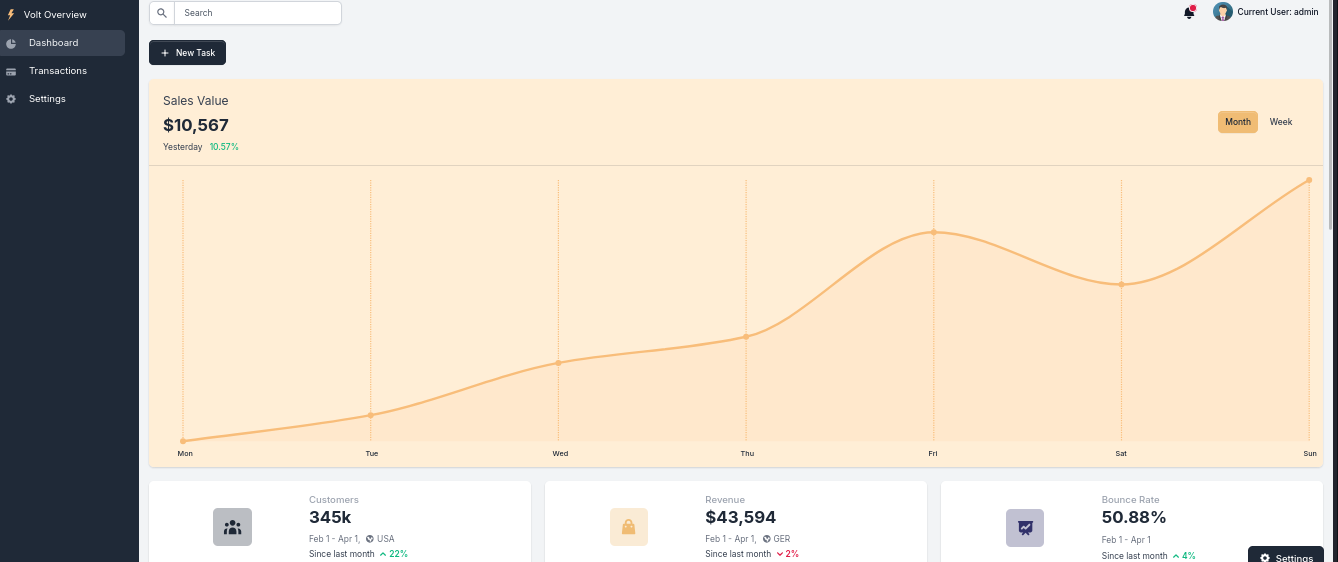 Volt Overview
Dashboard
Transactions
Settings
Search
Current User: admin
New Task
Sales Value
$10,567
Yesterday 10.57%
Month Week
Mon Tue Wed Thu Fri Sat Sun
Customers
345k
Feb 1 - Apr 1, USA
Since last month 22%
Revenue
$43,594
Feb 1 - Apr 1, GER
Since last month 2%
Bounce Rate
50.88%
Feb 1 - Apr 1
Since last month 4%
Settings